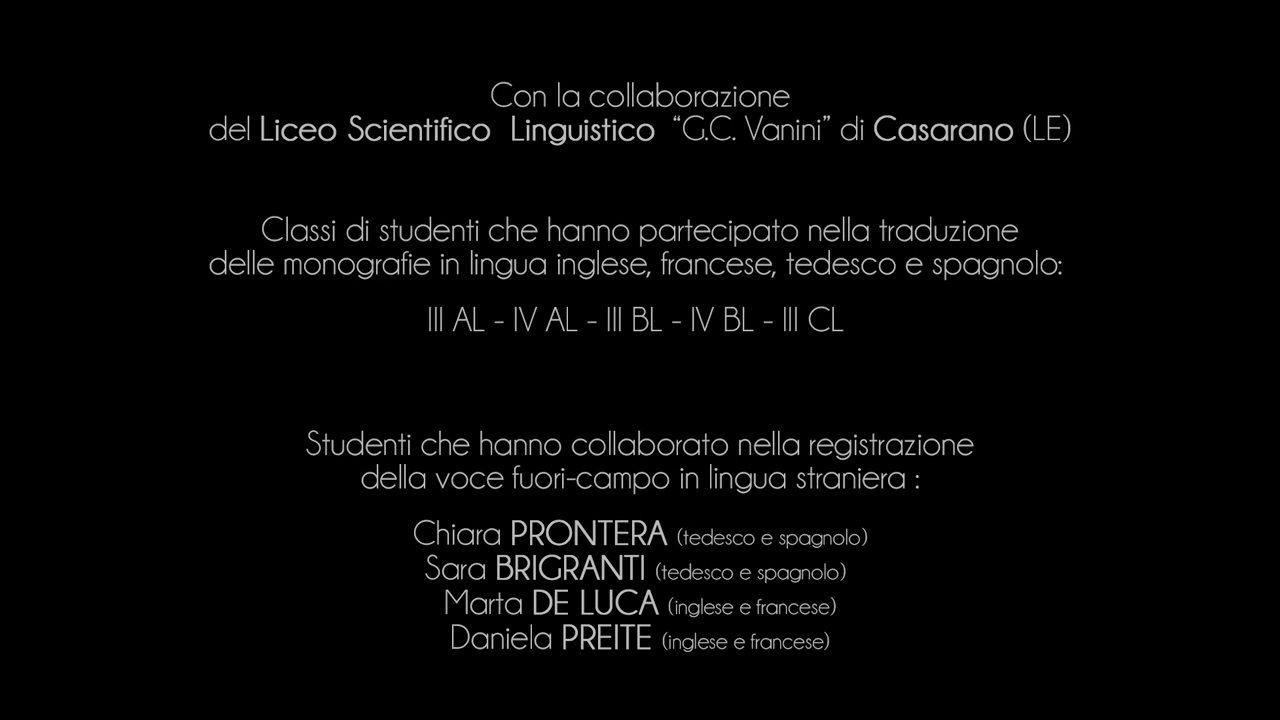 Con la collaborazione
del Liceo Scientifico Linguistico “G.C. Vanini” di Casarano (LE)
Classi di studenti che hanno partecipato nella traduzione
delle monografie in lingua inglese, francese, tedesco e spagnolo:
III AL - IV AL - III BL - IV BL - III CL
Studenti che hanno collaborato nella registrazione
della voce fuori-campo in lingua straniera :
Chiara PRONTERA (tedesco e spagnolo)
Sara BRIGRANTI (tedesco e spagnolo)
Marta DE LUCA (inglese e francese)
Daniela PREITE (inglese e francese)